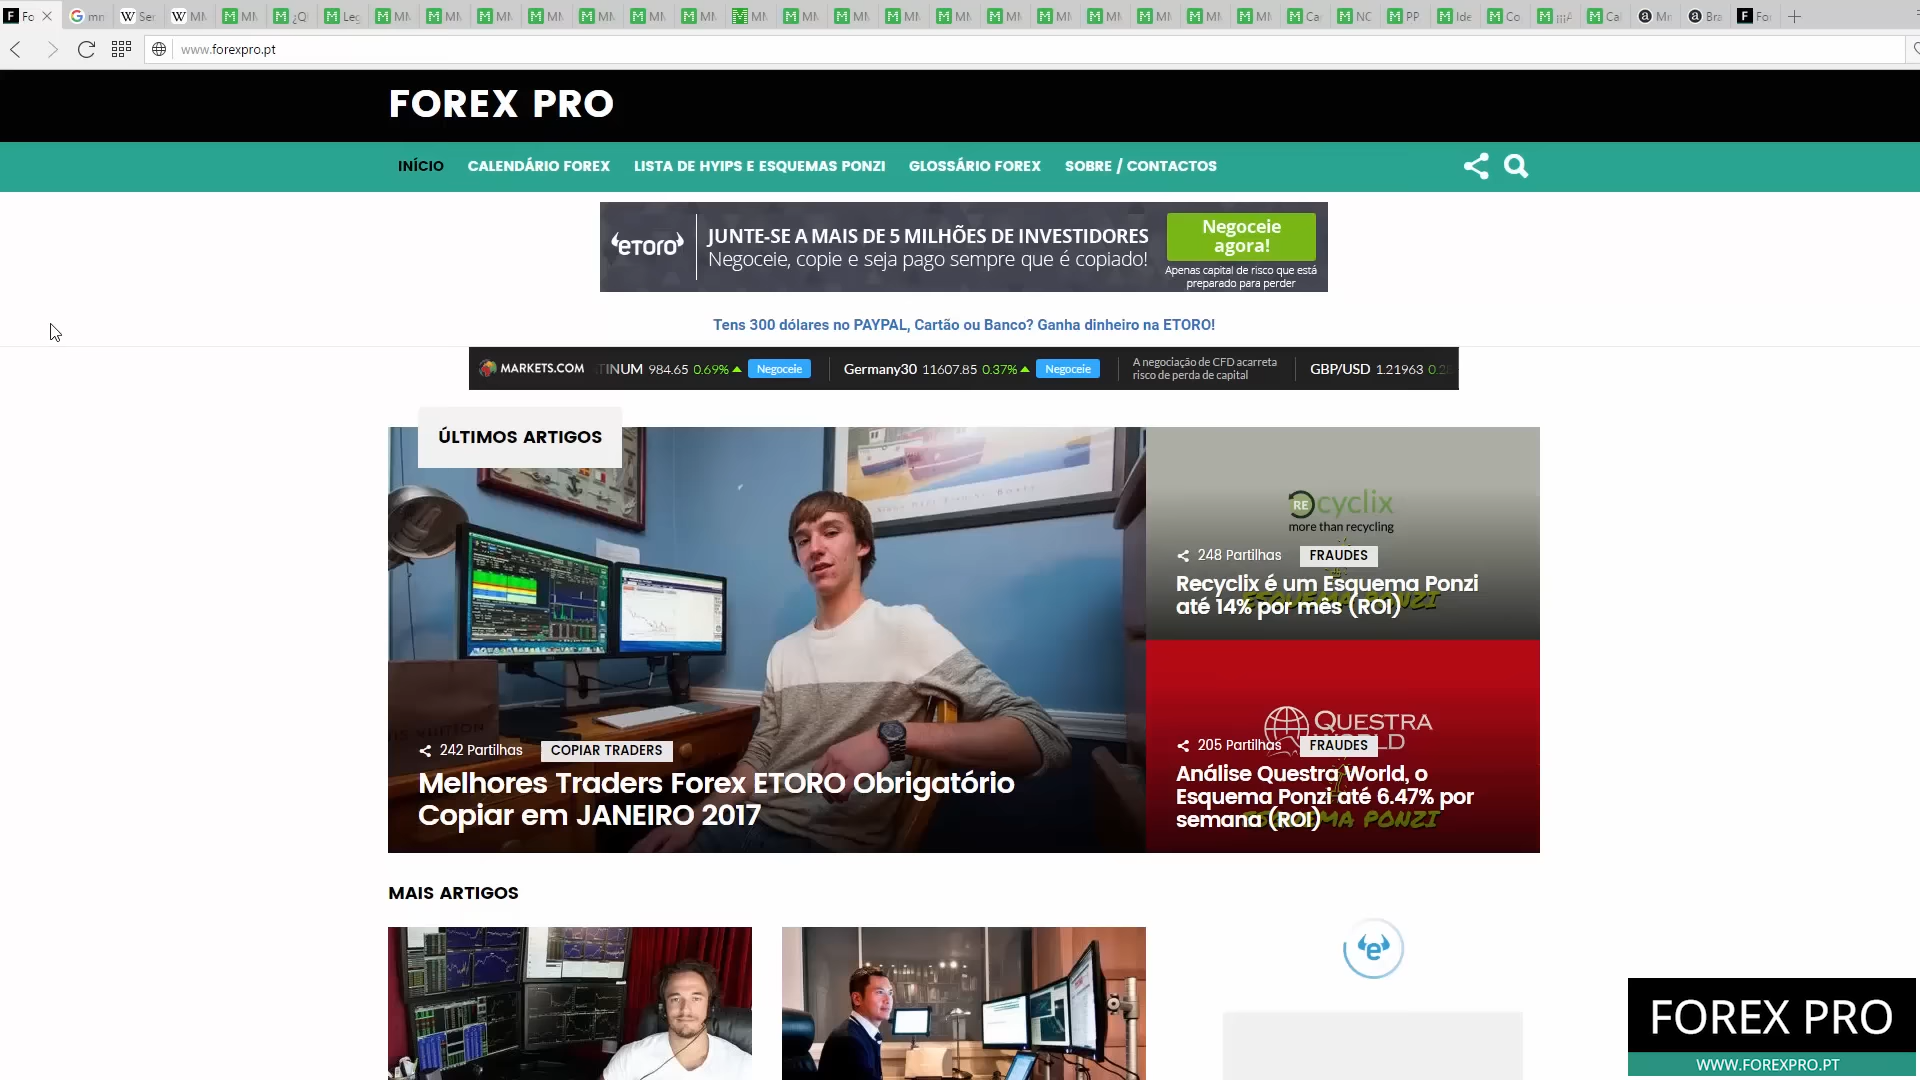 www.forexpro.pt
FOREX PRO
INÍCIO CALENDÁRIO FOREX LISTA DE HYIPS E ESQUEMAS PONZI GLOSSÁRIO FOREX SOBRE / CONTACTOS
eTORO
JUNTE-SE A MAIS DE 5 MILHÕES DE INVESTIDORES
Negoceie, copie e seja pago sempre que é copiado!
Negoceie
agora!
Apenas capital de risco que está
preparado para perder
Tens 300 dólares no PAYPAL, Cartão ou Banco? Ganha dinheiro na ETORO!
MARKETS.COM TINUM 984.65 0.69% Negoceie Germany30 11607.85 0.37% Negoceie
A negociação de CFD acarreta
risco de perda de capital
GBP/USD 1.21963
ÚLTIMOS ARTIGOS
242 Partilhas COPIAR TRADERS
Melhores Traders Forex ETORO Obrigatório
Copiar em JANEIRO 2017
REcyclix
more than recycling
248 Partilhas FRAUDES
Recyclix é um Esquema Ponzi
até 14% por mês (ROI)
ESQUEMA PONZI
QUESTRA
WORLD
205 Partilhas FRAUDES
Análise Questra World, o
Esquema Ponzi até 6.47% por
semana (ROI)
ESQUEMA PONZI
MAIS ARTIGOS
FOREX PRO
WWW.FOREXPRO.PT